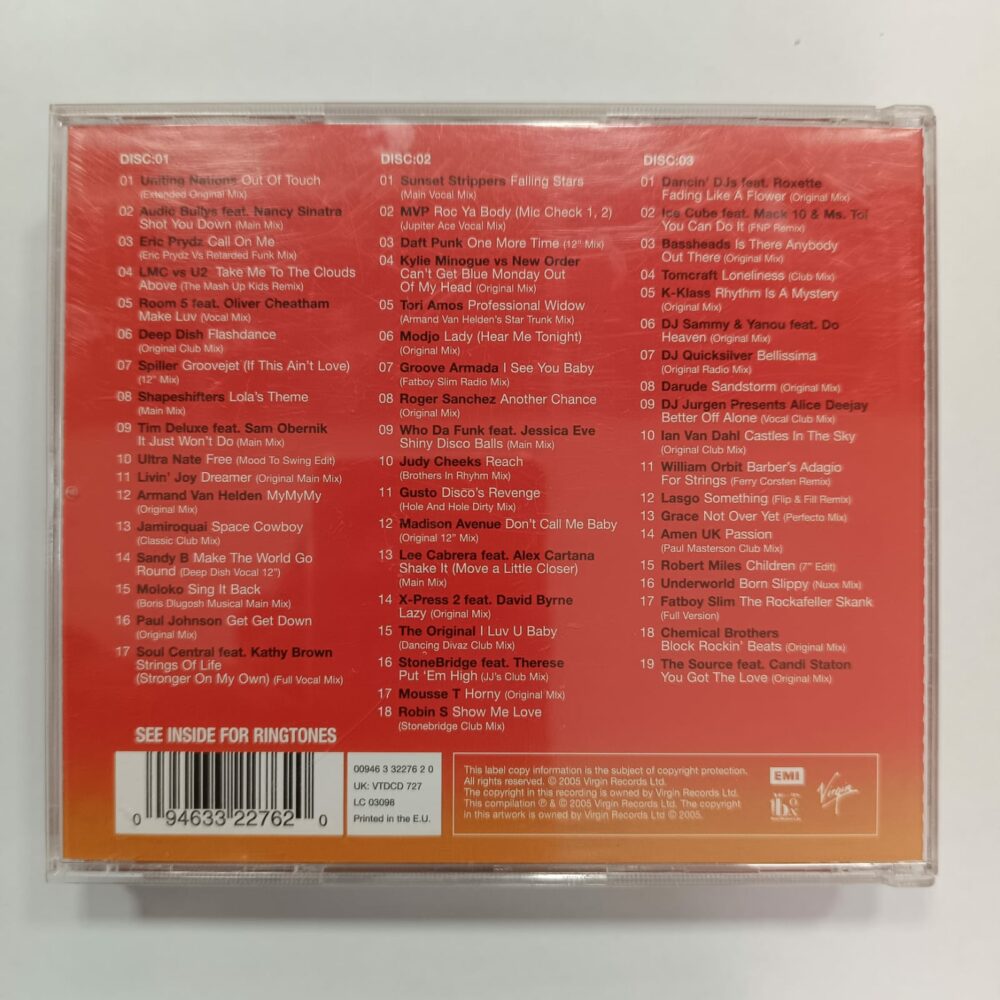 DISC:01
01 Uniting Nations Out Of Touch
(Extended Original Mix)
02 Audio Bullys feat. Nancy Sinatra
Shot You Down (Main Mix)
03 Eric Prydz Call On Me
(Eric Prydz Vs Retarded Funk Mix)
04 LMC vs U2 Take Me To The Clouds
Above (The Mash Up Kids Remix)
05 Room 5 feat. Oliver Cheatham
Make Luv (Vocal Mix)
06 Deep Dish Flashdance
(Original Club Mix)
07 Spiller Groovejet (If This Ain't Love)
(12" Mix)
08 Shapeshifters Lola's Theme
(Main Mix)
09 Tim Deluxe feat. Sam Obernik
It Just Won't Do (Main Mix)
10 Ultra Nate Free (Mood To Swing Edit)
11 Livin' Joy Dreamer (Original Main Mix)
12 Armand Van Helden MyMyMy
(Original Mix)
13 Jamiroquai Space Cowboy
(Classic Club Mix)
14 Sandy B Make The World Go
Round (Deep Dish Vocal 12")
15 Moloko Sing It Back
(Boris Dlugosh Musical Main Mix)
16 Paul Johnson Get Get Down
(Original Mix)
17 Soul Central feat. Kathy Brown
Strings Of Life
(Stronger On My Own) (Full Vocal Mix)
DISC:02
01 Sunset Strippers Falling Stars
(Main Vocal Mix)
02 MVP Roc Ya Body (Mic Check 1, 2)
(Jupiter Ace Vocal Mix)
03 Daft Punk One More Time (12" Mix)
04 Kylie Minogue vs New Order
Can't Get Blue Monday Out
Of My Head (Original Mix)
05 Tori Amos Professional Widow
(Armand Van Helden's Star Trunk Mix)
06 Modjo Lady (Hear Me Tonight)
(Original Mix)
07 Groove Armada I See You Baby
(Fatboy Slim Radio Mix)
08 Roger Sanchez Another Chance
(Original Mix)
09 Who Da Funk feat. Jessica Eve
Shiny Disco Balls (Main Mix)
10 Judy Cheeks Reach
(Brothers In Rhyhm Mix)
11 Gusto Disco's Revenge
(Hole And Hole Dirty Mix)
12 Madison Avenue Don't Call Me Baby
(Original 12" Mix)
13 Lee Cabrera feat. Alex Cartana
Shake It (Move a Little Closer)
(Main Mix)
14 X-Press 2 feat. David Byrne
Lazy (Original Mix)
15 The Original I Luv U Baby
(Dancing Divaz Club Mix)
16 StoneBridge feat. Therese
Put 'Em High (JJ's Club Mix)
17 Mousse T Horny (Original Mix)
18 Robin S Show Me Love
(Stonebridge Club Mix)
DISC:03
01 Dancin' DJs feat. Roxette
Fading Like A Flower (Original Mix)
02 Ice Cube feat. Mack 10 & Ms. Toi
You Can Do It (FNP Remix)
03 Bassheads Is There Anybody
Out There (Original Mix)
04 Tomcraft Loneliness (Club Mix)
05 K-Klass Rhythm Is A Mystery
(Original Mix)
06 DJ Sammy & Yanou feat. Do
Heaven (Original Mix)
07 DJ Quicksilver Bellissima
(Original Radio Mix)
08 Darude Sandstorm (Original Mix)
09 DJ Jurgen Presents Alice Deejay
Better Off Alone (Vocal Club Mix)
10 Ian Van Dahl Castles In The Sky
(Original Club Mix)
11 William Orbit Barber's Adagio
For Strings (Ferry Corsten Remix)
12 Lasgo Something (Flip & Fill Remix)
13 Grace Not Over Yet (Perfecto Mix)
14 Amen UK Passion
(Paul Masterson Club Mix)
15 Robert Miles Children (7" Edit)
16 Underworld Born Slippy (Nuxx Mix)
17 Fatboy Slim The Rockafeller Skank
(Full Version)
18 Chemical Brothers
Block Rockin' Beats (Original Mix)
19 The Source feat. Candi Staton
You Got The Love (Original Mix)
SEE INSIDE FOR RINGTONES
0 94633 22762 0
00946 3 32276 2 0
UK: VTDCD 727
LC 03098
Printed in the E.U.
This label copy information is the subject of copyright protection.
All rights reserved. © 2005 Virgin Records Ltd.
The copyright in this recording is owned by Virgin Records Ltd.
This compilation ℗ & © 2005 Virgin Records Ltd. The copyright
in this artwork is owned by Virgin Records Ltd © 2005.
EMI
Virgin